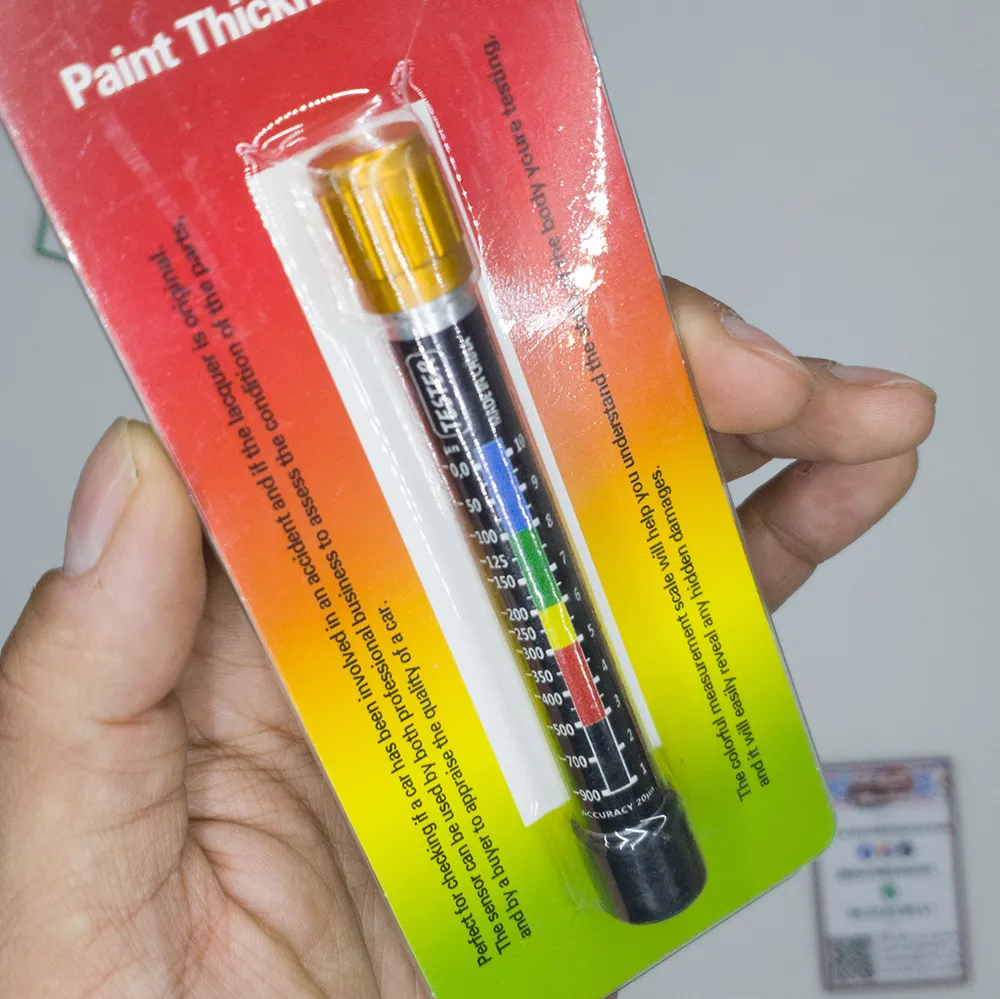 Paint Thickn
Perfect for checking if a car has been involved in an accident and if the lacquer is original.
The sensor can be used by both professional business to assess the condition of the parts,
and by a buyer to appraise the quality of a car.
The colorful measurement scale will help you understand the of the body youre testing,
and it will easily reveal any hidden damages.
TESTER
MADE IN
0,0
~50
~100
~125
~150
~200
~250
~300
~350
~400
~500
~700
~900
10
9
8
7
6
5
4
3
2
1
ACCURACY 20μm